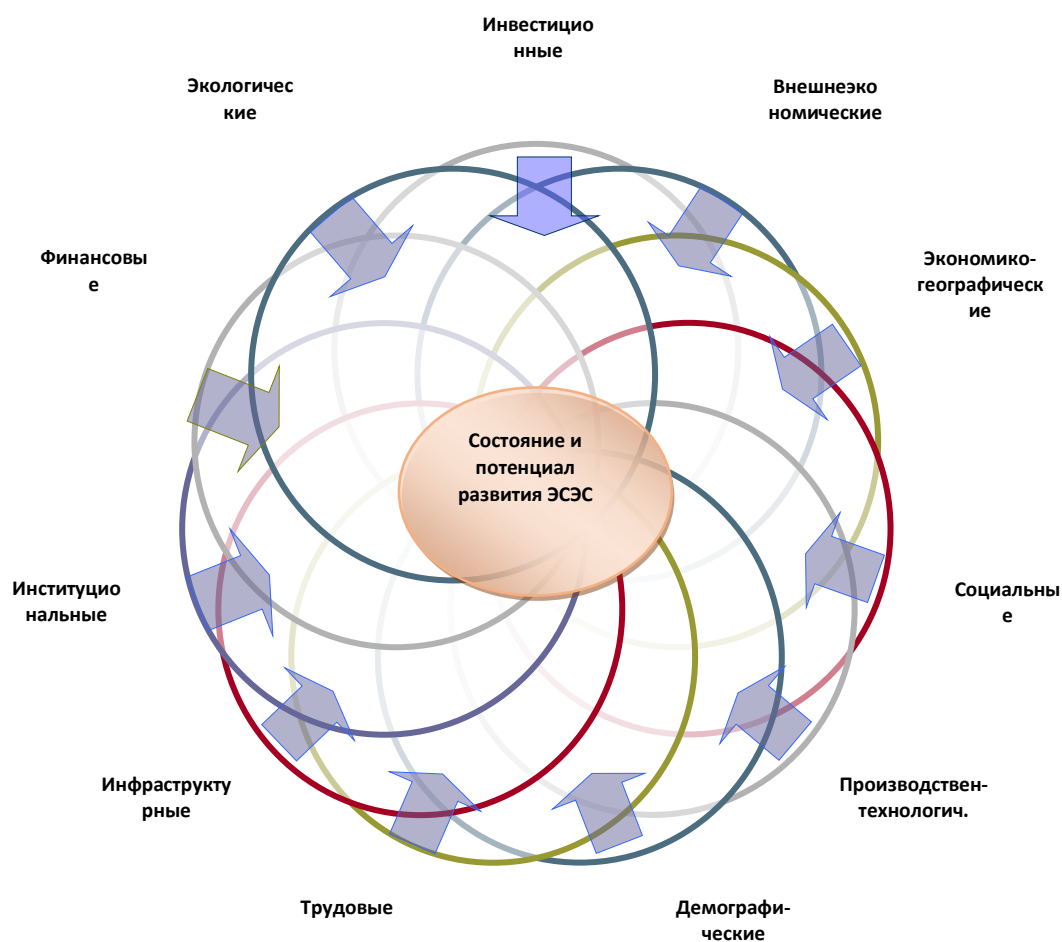 Инвестицио
нные
Экологичес
кие
Внешнеэко
номические
Финансовы
е
Экономико-
географическ
ие
Состояние и
потенциал
развития ЭСЭС
Институцио
нальные
Социальны
е
Инфраструкту
рные
Производствен-
технологич.
Трудовые
Демографи-
ческие